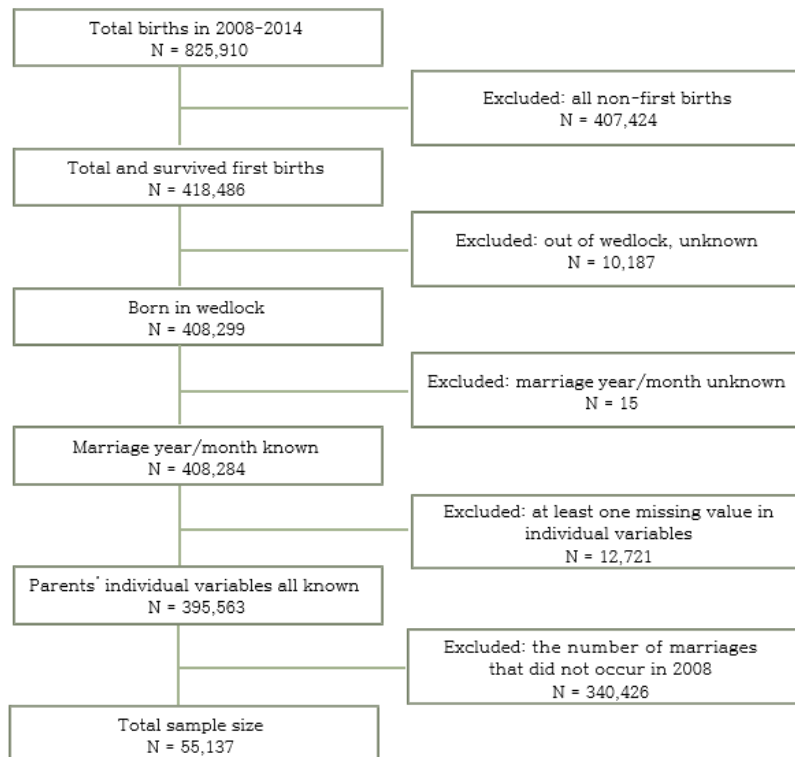 Total births in 2008-2014
N = 825,910
Excluded: all non-first births
N = 407,424
Total and survived first births
N = 418,486
Excluded: out of wedlock, unknown
N = 10,187
Born in wedlock
N = 408,299
Excluded: marriage year/month unknown
N = 15
Marriage year/month known
N = 408,284
Excluded: at least one missing value in
individual variables
N = 12,721
Parents' individual variables all known
N = 395,563
Excluded: the number of marriages
that did not occur in 2008
N = 340,426
Total sample size
N = 55,137